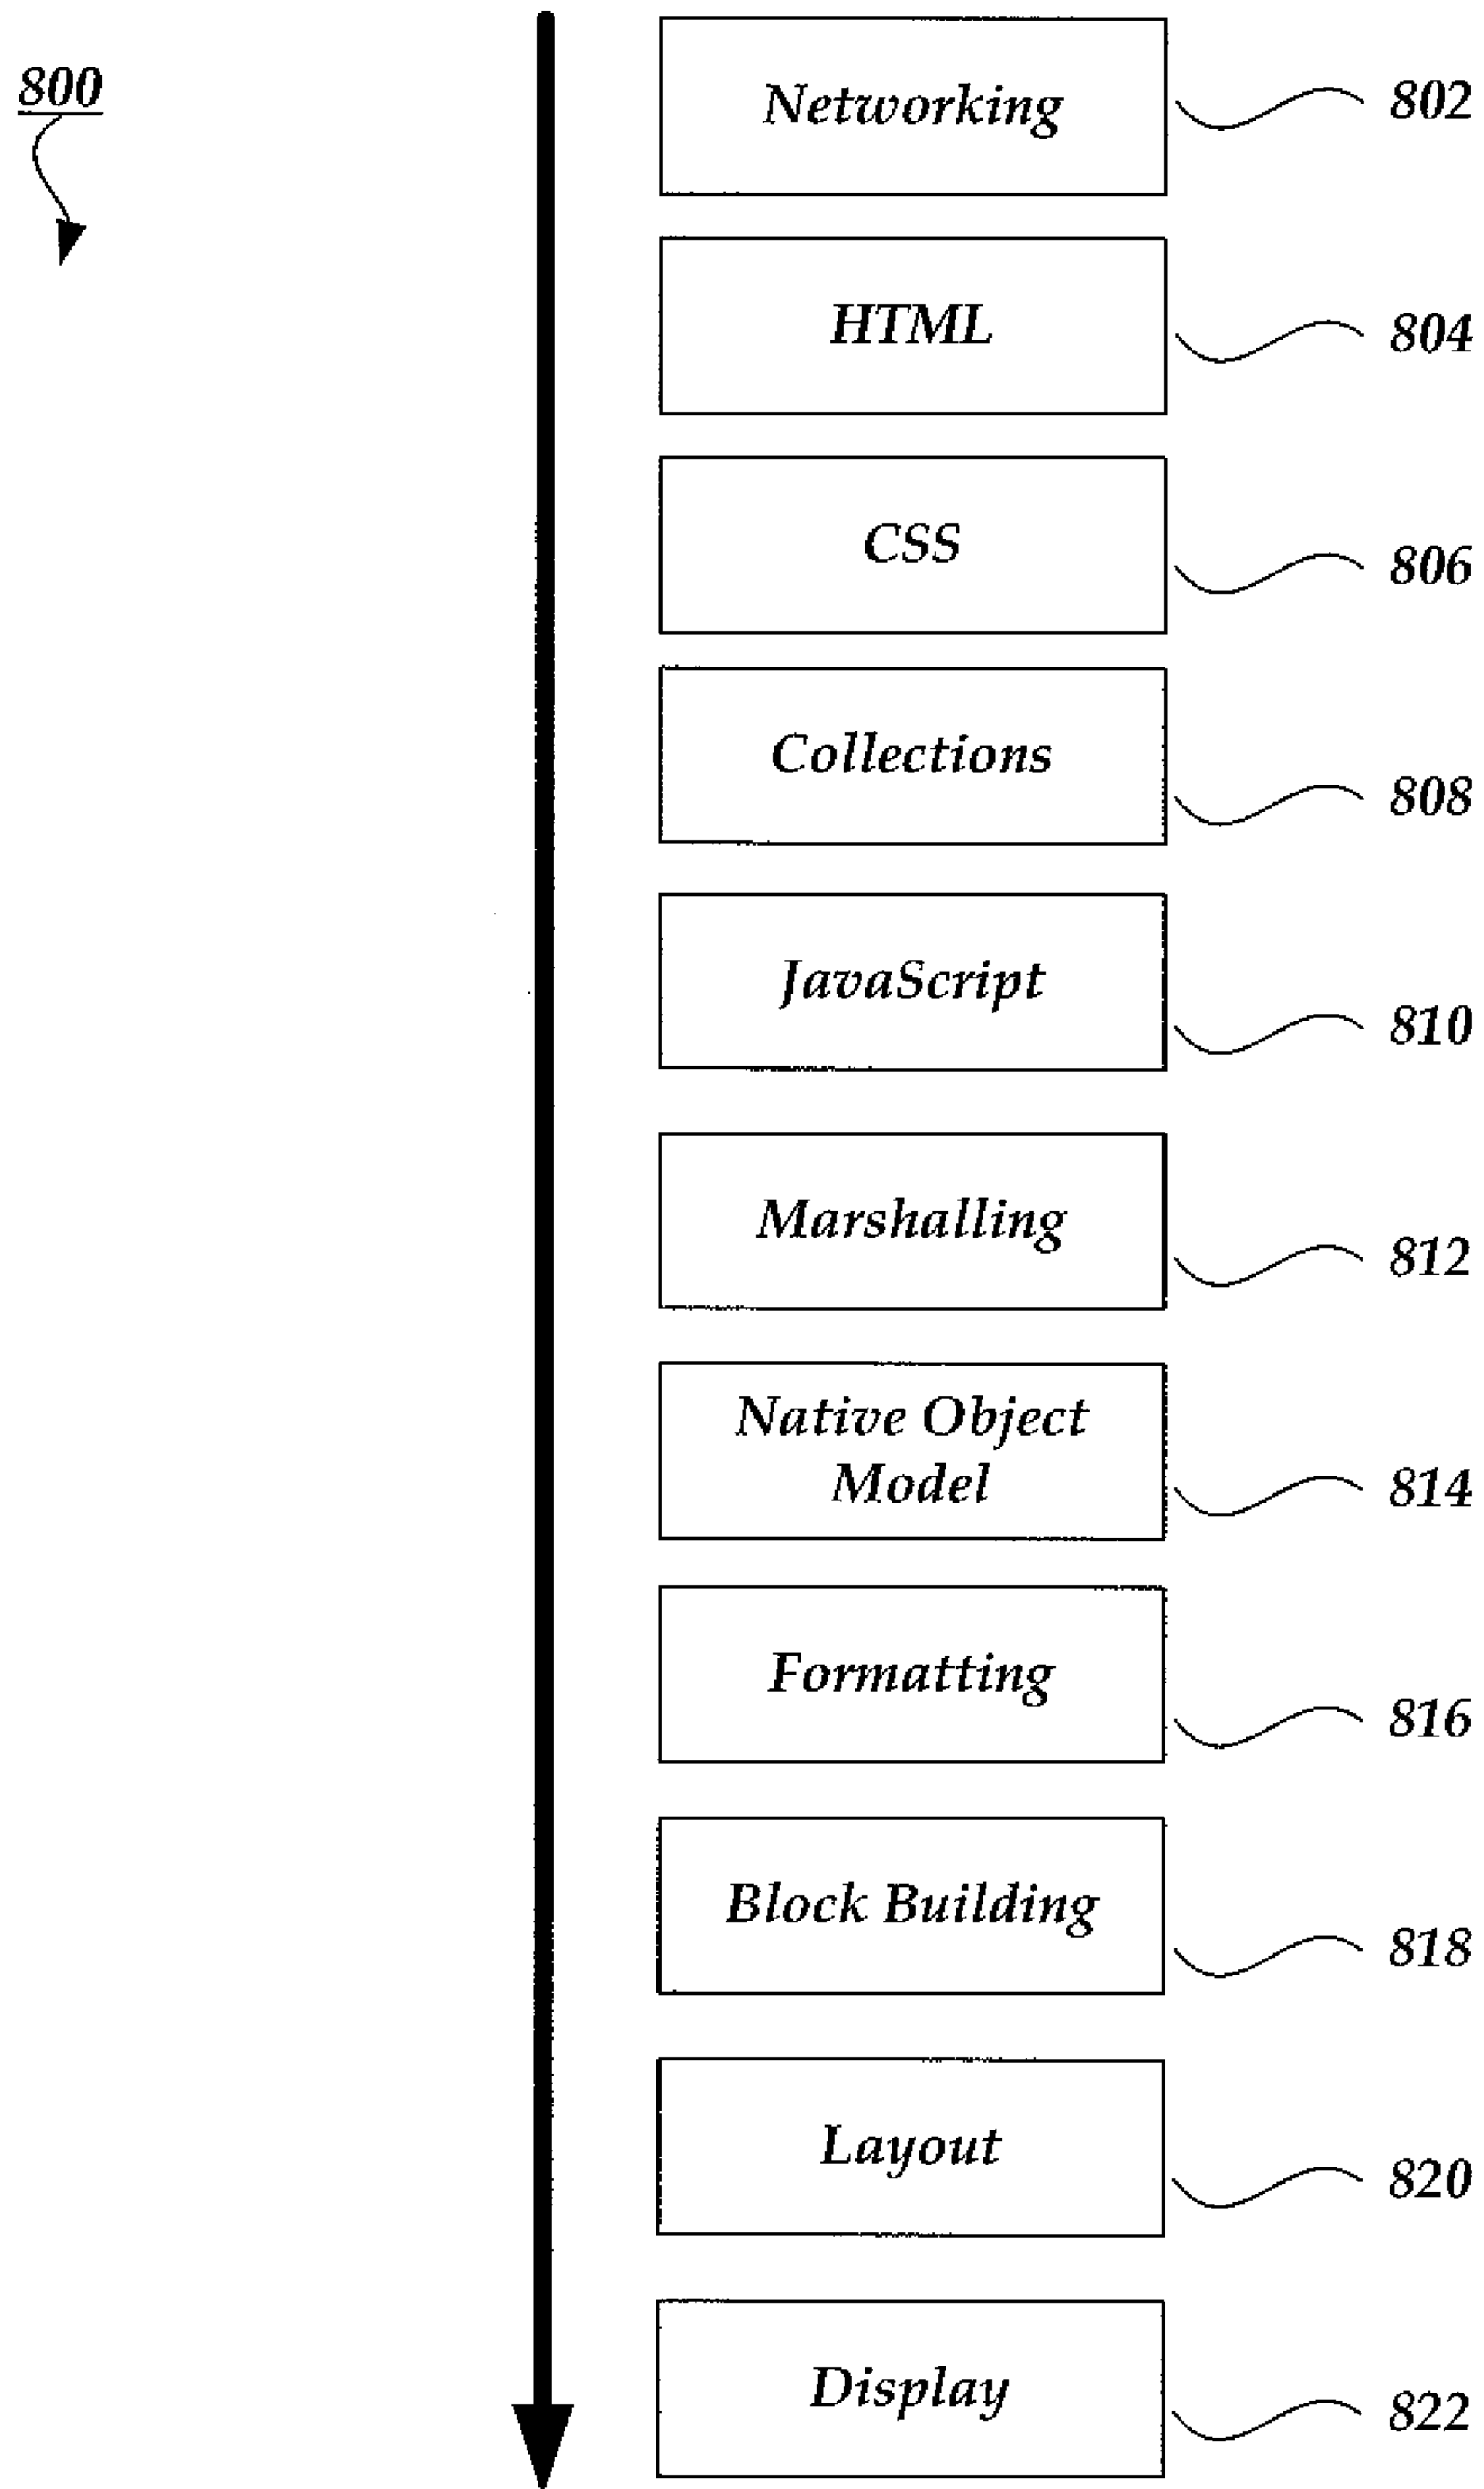 800
Networking
802
HTML
804
CSS
806
Collections
808
JavaScript
810
Marshalling
812
Native Object
Model
814
Formatting
816
Block Building
818
Layout
820
Display
822